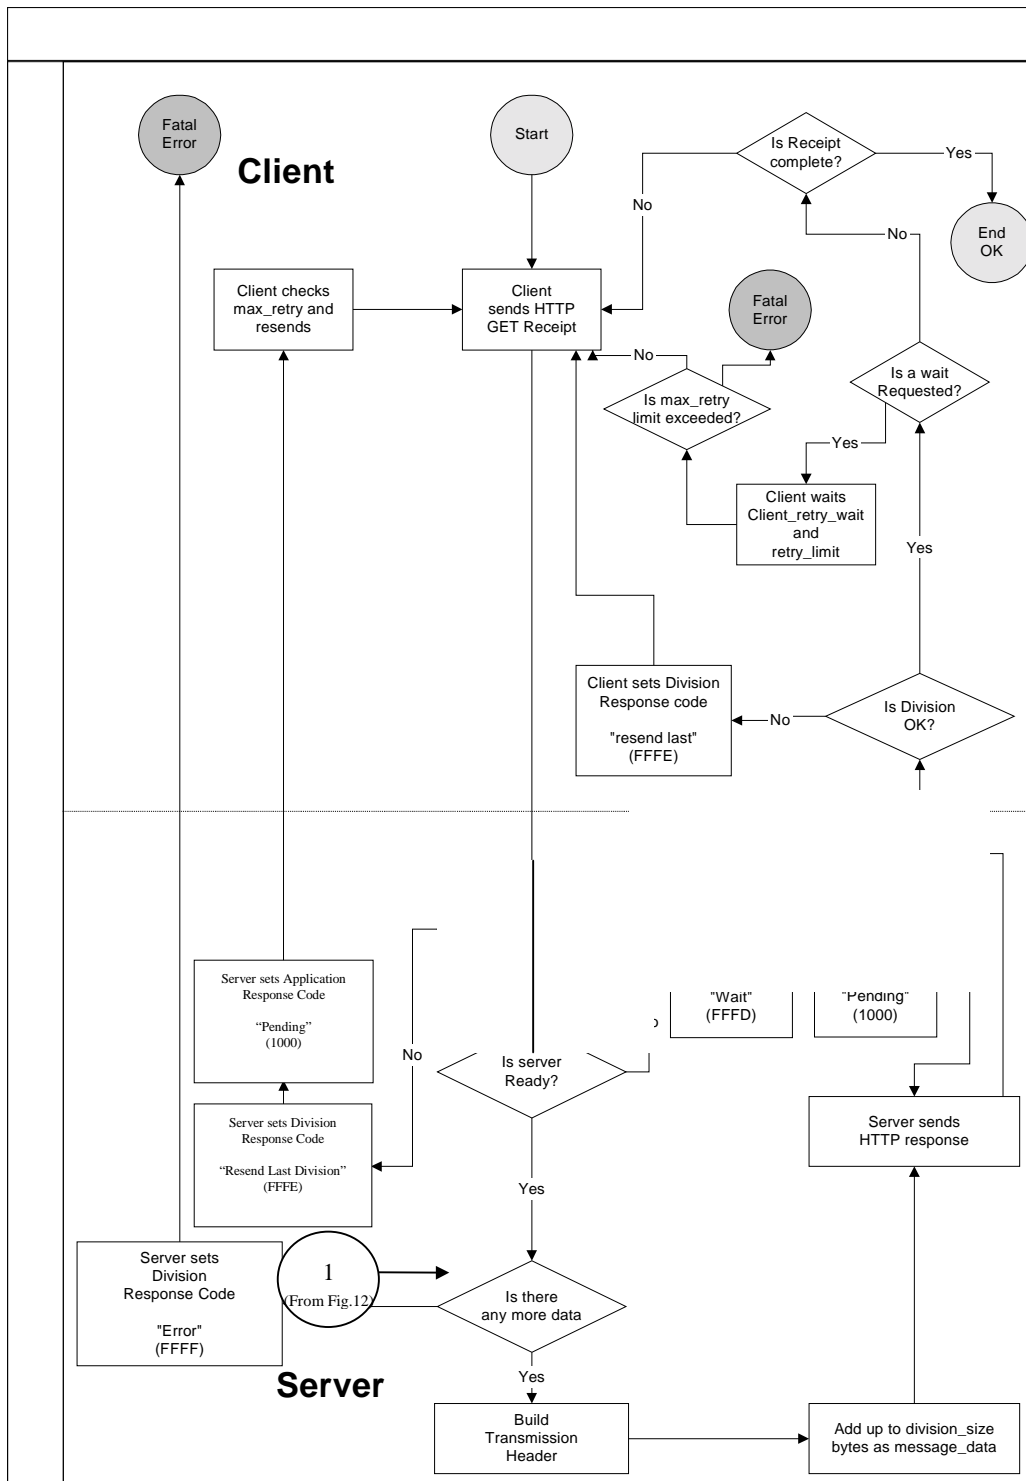 Fatal
Error
Start
Is Receipt
complete?
Yes
Client
No
No
End
OK
Client checks
max_retry and
resends
Client
sends HTTP
GET Receipt
Fatal
Error
No
Is a wait
Requested?
Is max_retry
limit exceeded?
Yes
Client waits
Client_retry_wait
and
retry_limit
Yes
Client sets Division
Response code
"resend last"
(FFFE)
No
Is Division
OK?
Server sets Application
Response Code
“Pending”
(1000)
"Wait"
(FFFD)
"Pending"
(1000)
No
Is server
Ready?
Server sets Division
Response Code
“Resend Last Division”
(FFFE)
Server sends
HTTP response
Yes
Server sets
Division
Response Code
"Error"
(FFFF)
1
(From Fig.12)
Is there
any more data
Yes
Server
Build
Transmission
Header
Add up to division_size
bytes as message_data